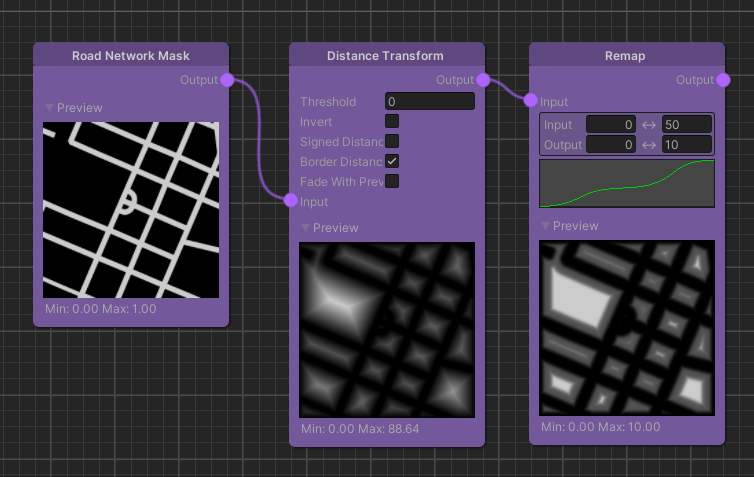 Road Network Mask
Output
Preview
Min: 0.00 Max: 1.00
Distance Transform
Output
Threshold 0
Invert
Signed Distanc
Border Distanc
Fade With Prev
Input
Preview
Min: 0.00 Max: 88.64
Remap
Output
Input
Input 0 ↔ 50
Output 0 ↔ 10
Preview
Min: 0.00 Max: 10.00